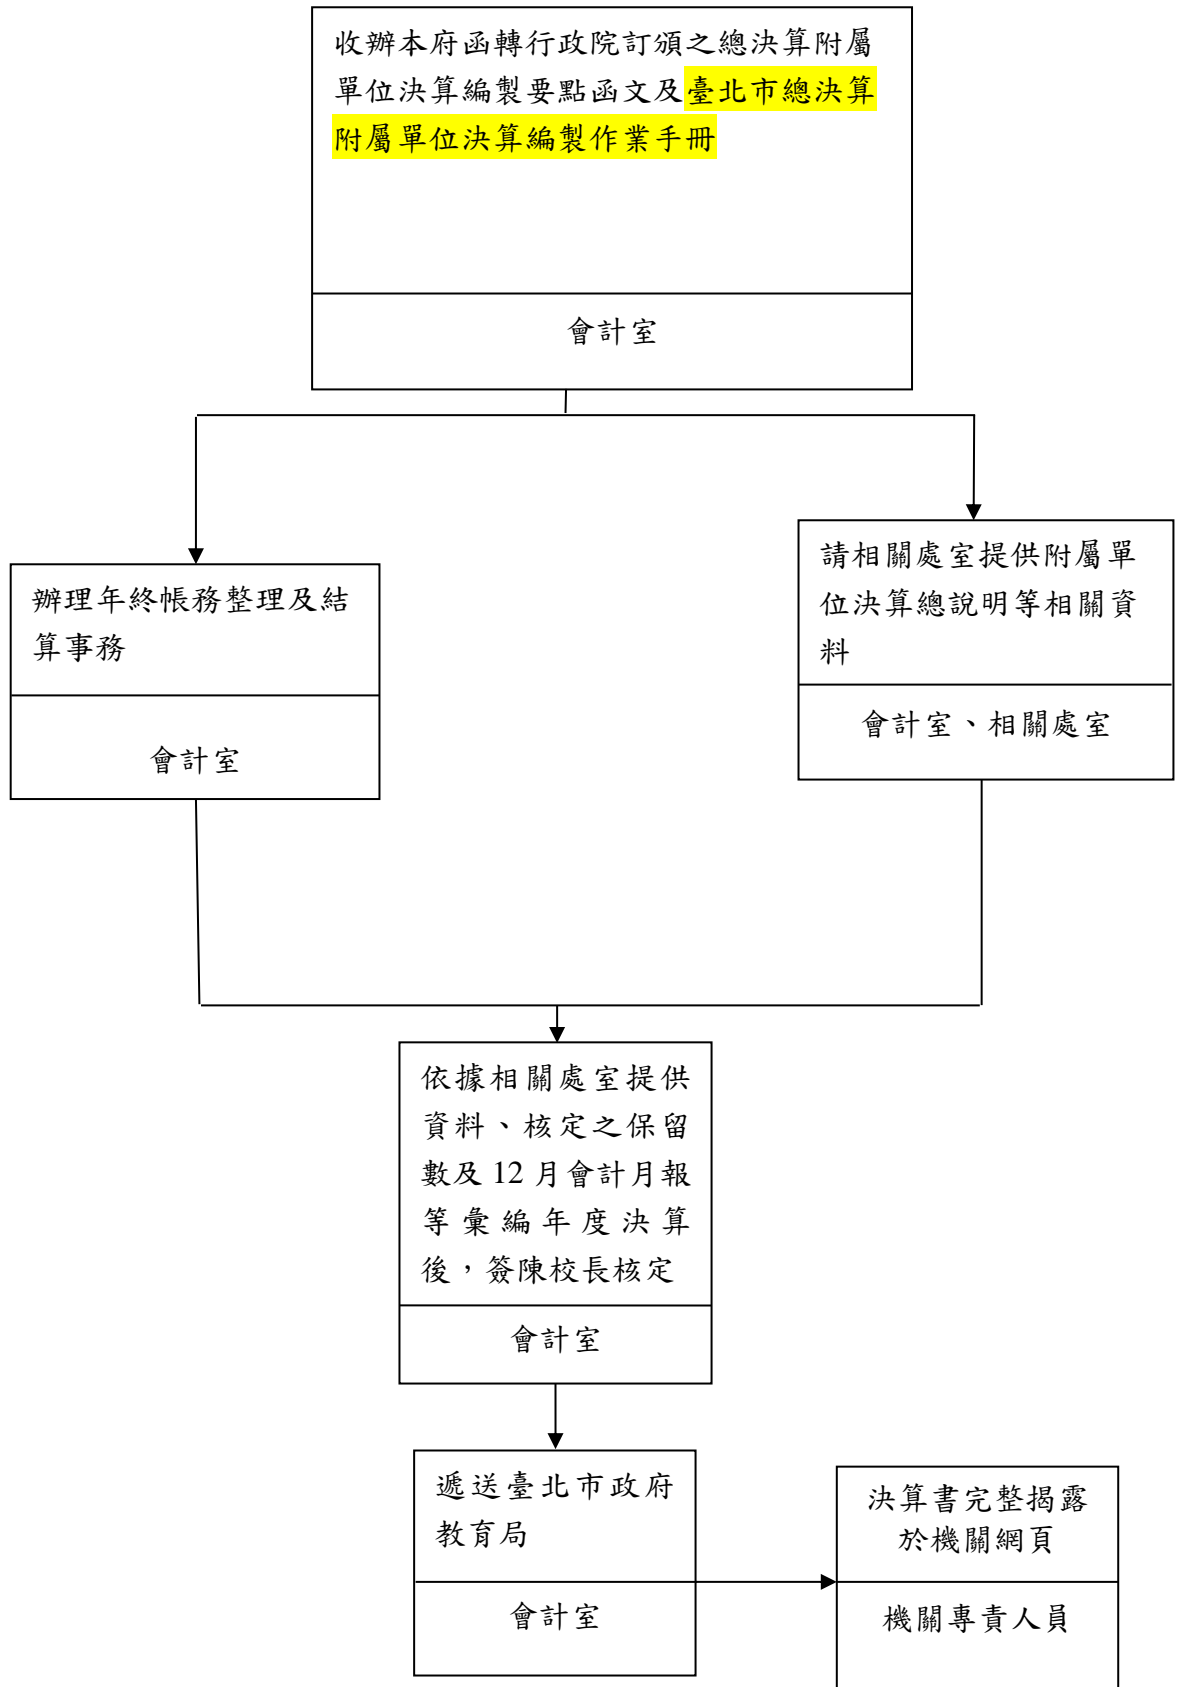 收辦本府函轉行政院訂頒之總決算附屬
單位決算編製要點函文及臺北市總決算
附屬單位決算編製作業手冊
會計室
辦理年終帳務整理及結
算事務
會計室
請相關處室提供附屬單
位決算總說明等相關資
料
會計室、相關處室
依據相關處室提供
資料、核定之保留
數及 12 月會計月報
等彙編年度決算
後，簽陳校長核定
會計室
遞送臺北市政府
教育局
會計室
決算書完整揭露
於機關網頁
機關專責人員